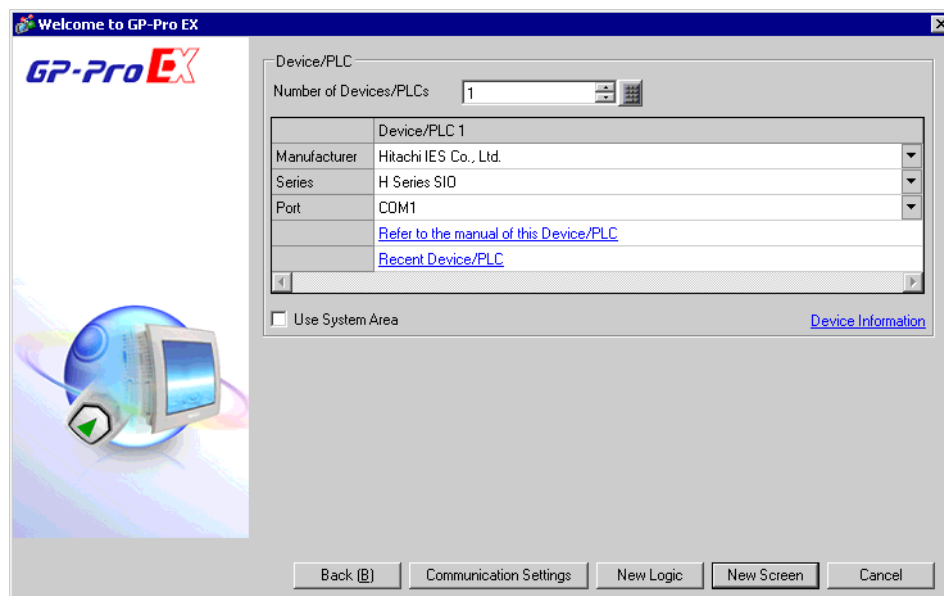 Welcome to GP-Pro EX
GP-Pro EX
Device/PLC
Number of Devices/PLCs 1
Device/PLC 1
Manufacturer Hitachi IES Co., Ltd.
Series H Series SIO
Port COM1
Refer to the manual of this Device/PLC
Recent Device/PLC
Use System Area Device Information
Back (B) Communication Settings New Logic New Screen Cancel